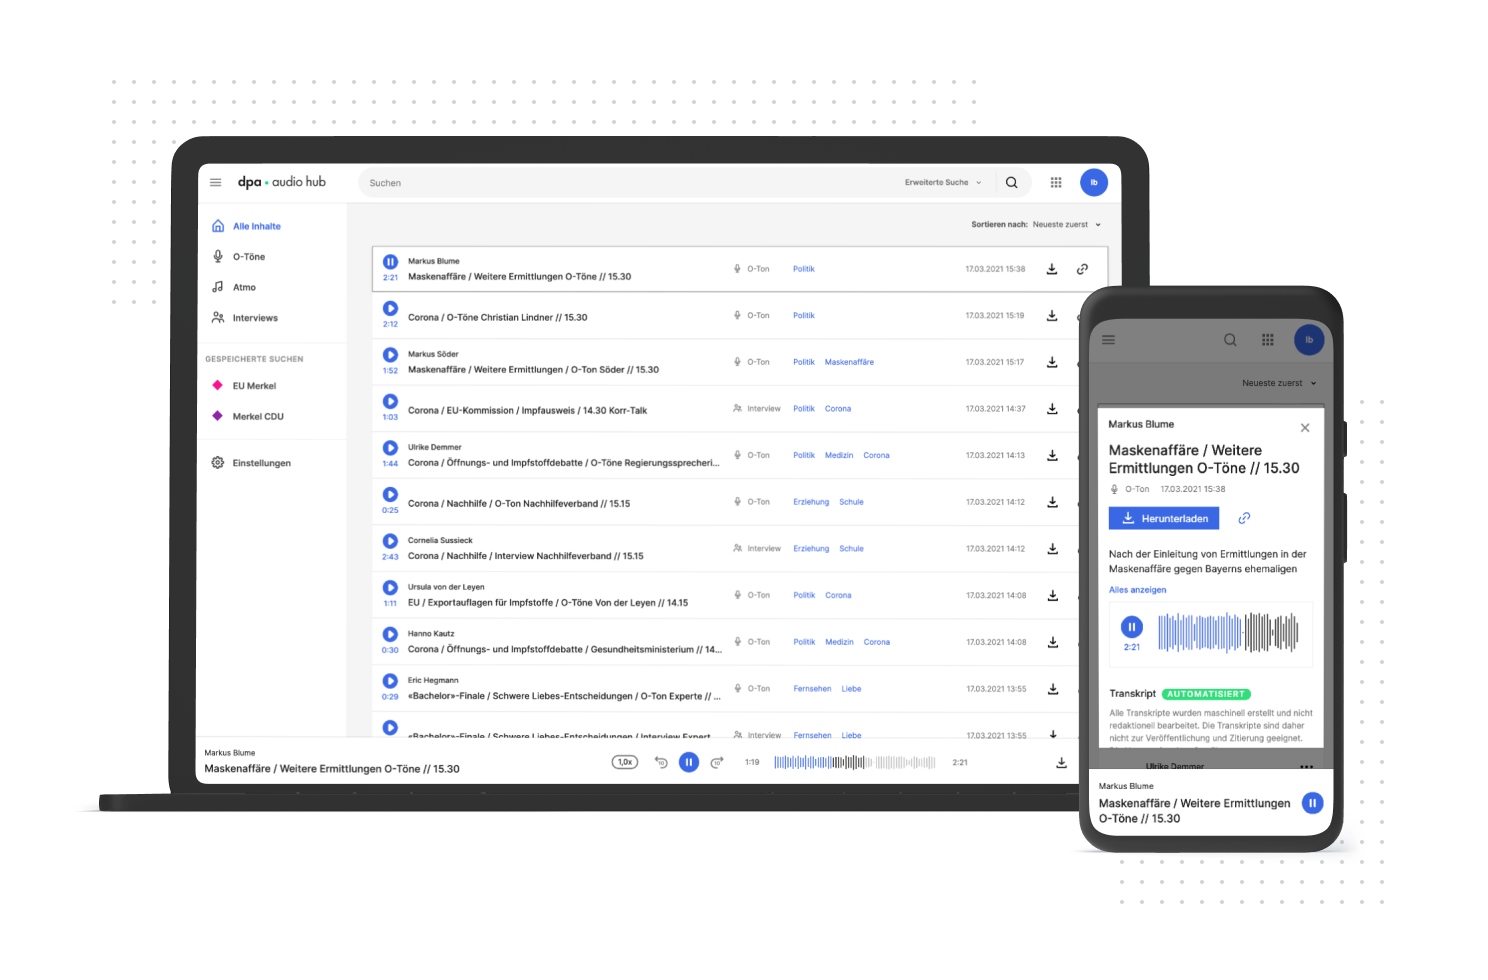 dpa • audio hub
Suchen
Erweiterte Suche
lb
Alle Inhalte
O-Töne
Atmo
Interviews
GESPEICHERTE SUCHEN
EU Merkel
Merkel CDU
Einstellungen
Sortieren nach: Neueste zuerst
Markus Blume
2:21 Maskenaffäre / Weitere Ermittlungen O-Töne // 15.30 O-Ton Politik 17.03.2021 15:38
2:12 Corona / O-Töne Christian Lindner // 15.30 O-Ton Politik 17.03.2021 15:19
Markus Söder
1:52 Maskenaffäre / Weitere Ermittlungen / O-Ton Söder // 15.30 O-Ton Politik Maskenaffäre 17.03.2021 15:17
1:03 Corona / EU-Kommission / Impfausweis / 14.30 Korr-Talk Interview Politik Corona 17.03.2021 14:37
Ulrike Demmer
1:44 Corona / Öffnungs- und Impfstoffdebatte / O-Töne Regierungssprecheri... O-Ton Politik Medizin Corona 17.03.2021 14:13
0:25 Corona / Nachhilfe / O-Ton Nachhilfeverband // 15.15 O-Ton Erziehung Schule 17.03.2021 14:12
Cornelia Sussieck
2:43 Corona / Nachhilfe / Interview Nachhilfeverband // 15.15 Interview Erziehung Schule 17.03.2021 14:12
Ursula von der Leyen
1:11 EU / Exportauflagen für Impfstoffe / O-Töne Von der Leyen // 14.15 O-Ton Politik Corona 17.03.2021 14:08
Hanno Kautz
0:30 Corona / Öffnungs- und Impfstoffdebatte / Gesundheitsministerium // 14... O-Ton Politik Medizin Corona 17.03.2021 14:08
Eric Hegmann
0:29 «Bachelor»-Finale / Schwere Liebes-Entscheidungen / O-Ton Experte // ... O-Ton Fernsehen Liebe 17.03.2021 13:55
«Bachelor»-Finale / Schwere Liebes-Entscheidungen / Interview Expert Interview Fernsehen Liebe 17.03.2021 13:55
Markus Blume
Maskenaffäre / Weitere Ermittlungen O-Töne // 15.30
1,0x 10 10 1:19 2:21
lb
Neueste zuerst
Markus Blume
Maskenaffäre / Weitere
Ermittlungen O-Töne // 15.30
O-Ton 17.03.2021 15:38
Herunterladen
Nach der Einleitung von Ermittlungen in der
Maskenaffäre gegen Bayerns ehemaligen
Alles anzeigen
2:21
Transkript AUTOMATISIERT
Alle Transkripte wurden maschinell erstellt und nicht
redaktionell bearbeitet. Die Transkripte sind daher
nicht zur Veröffentlichung und Zitierung geeignet.
Ulrike Demmer
Markus Blume
Maskenaffäre / Weitere Ermittlungen
O-Töne // 15.30